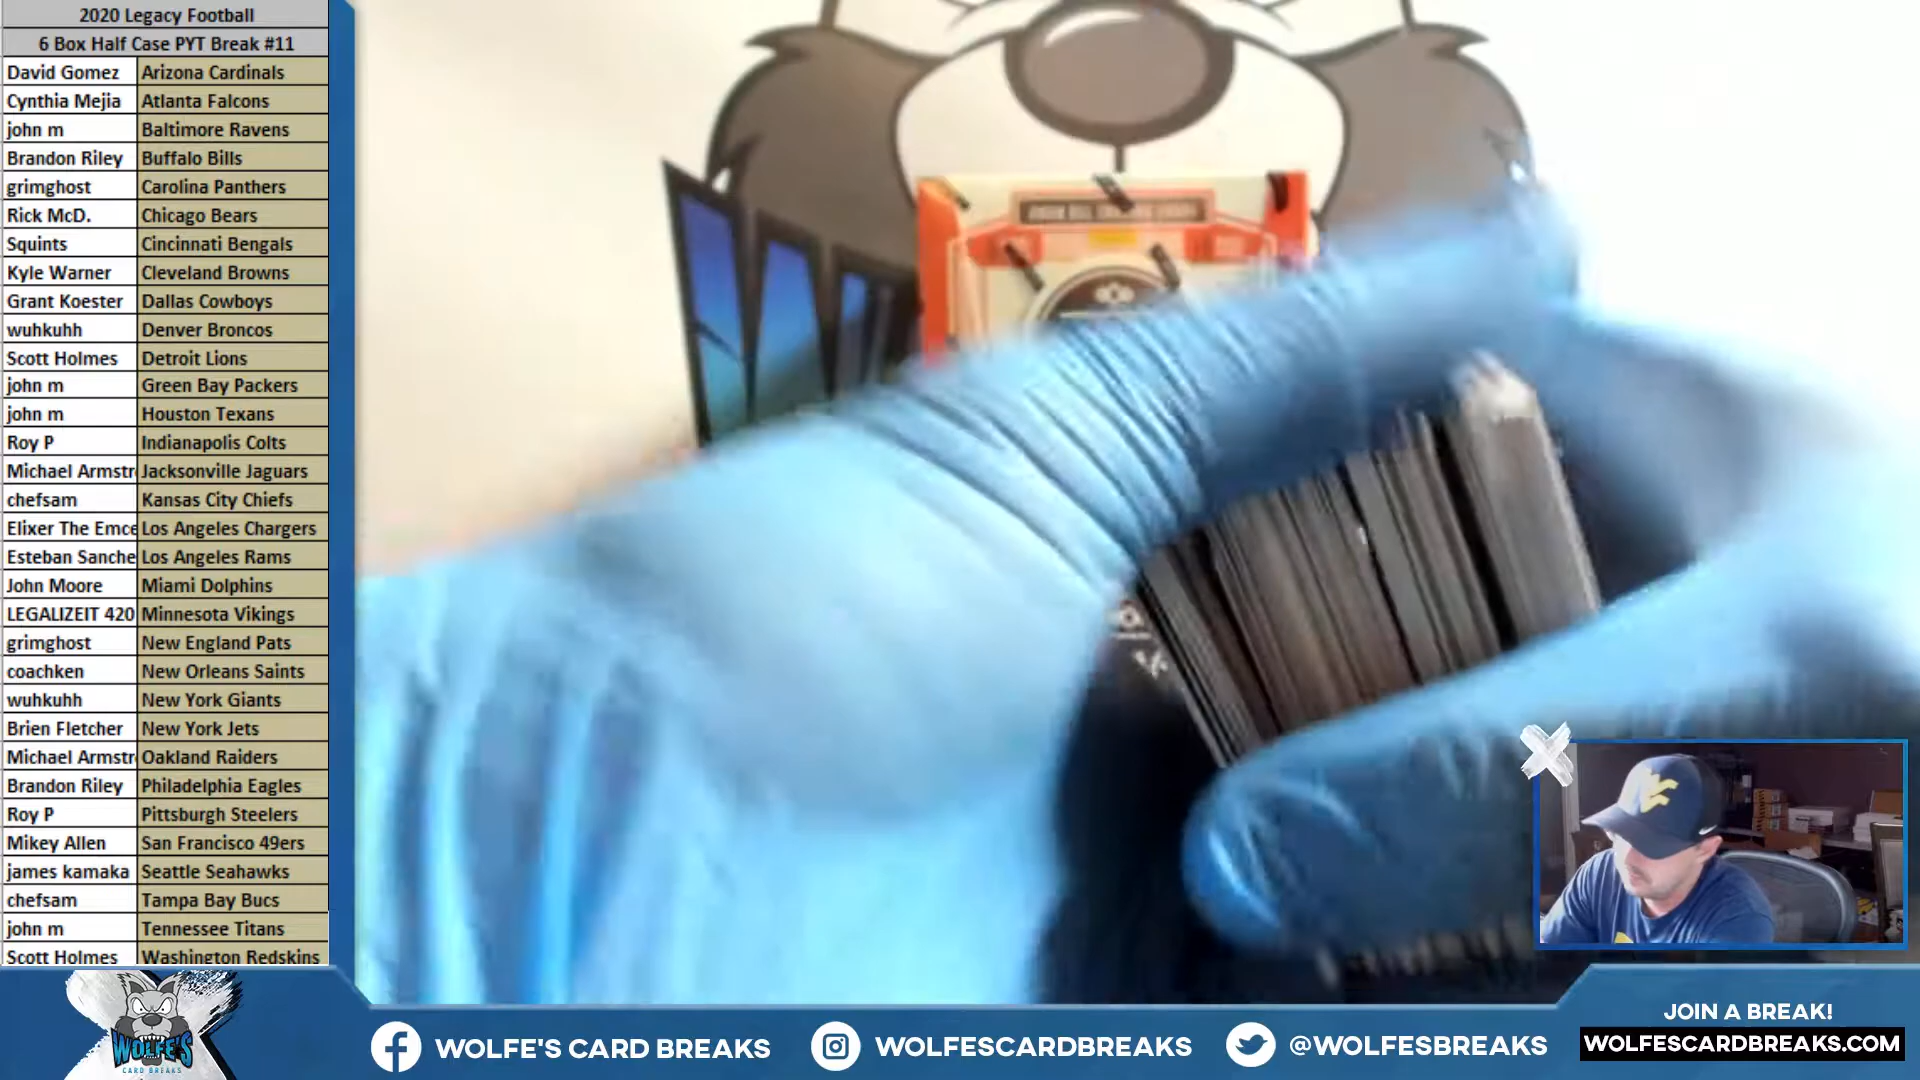 2020 Legacy Football
6 Box Half Case PYT Break #11
David Gomez Arizona Cardinals
Cynthia Mejia Atlanta Falcons
john m Baltimore Ravens
Brandon Riley Buffalo Bills
grimghost Carolina Panthers
Rick McD. Chicago Bears
Squints Cincinnati Bengals
Kyle Warner Cleveland Browns
Grant Koester Dallas Cowboys
wuhkuhh Denver Broncos
Scott Holmes Detroit Lions
john m Green Bay Packers
john m Houston Texans
Roy P Indianapolis Colts
Michael Armstr Jacksonville Jaguars
chefsam Kansas City Chiefs
Elixer The Emce Los Angeles Chargers
Esteban Sanche Los Angeles Rams
John Moore Miami Dolphins
LEGALIZEIT 420 Minnesota Vikings
grimghost New England Pats
coachken New Orleans Saints
wuhkuhh New York Giants
Brien Fletcher New York Jets
Michael Armstr Oakland Raiders
Brandon Riley Philadelphia Eagles
Roy P Pittsburgh Steelers
Mikey Allen San Francisco 49ers
james kamaka Seattle Seahawks
chefsam Tampa Bay Bucs
john m Tennessee Titans
Scott Holmes Washington Redskins
WOLFE'S
CARD BREAKS
WOLFE'S CARD BREAKS
WOLFESCARDBREAKS
@WOLFESBREAKS
JOIN A BREAK!
WOLFESCARDBREAKS.COM